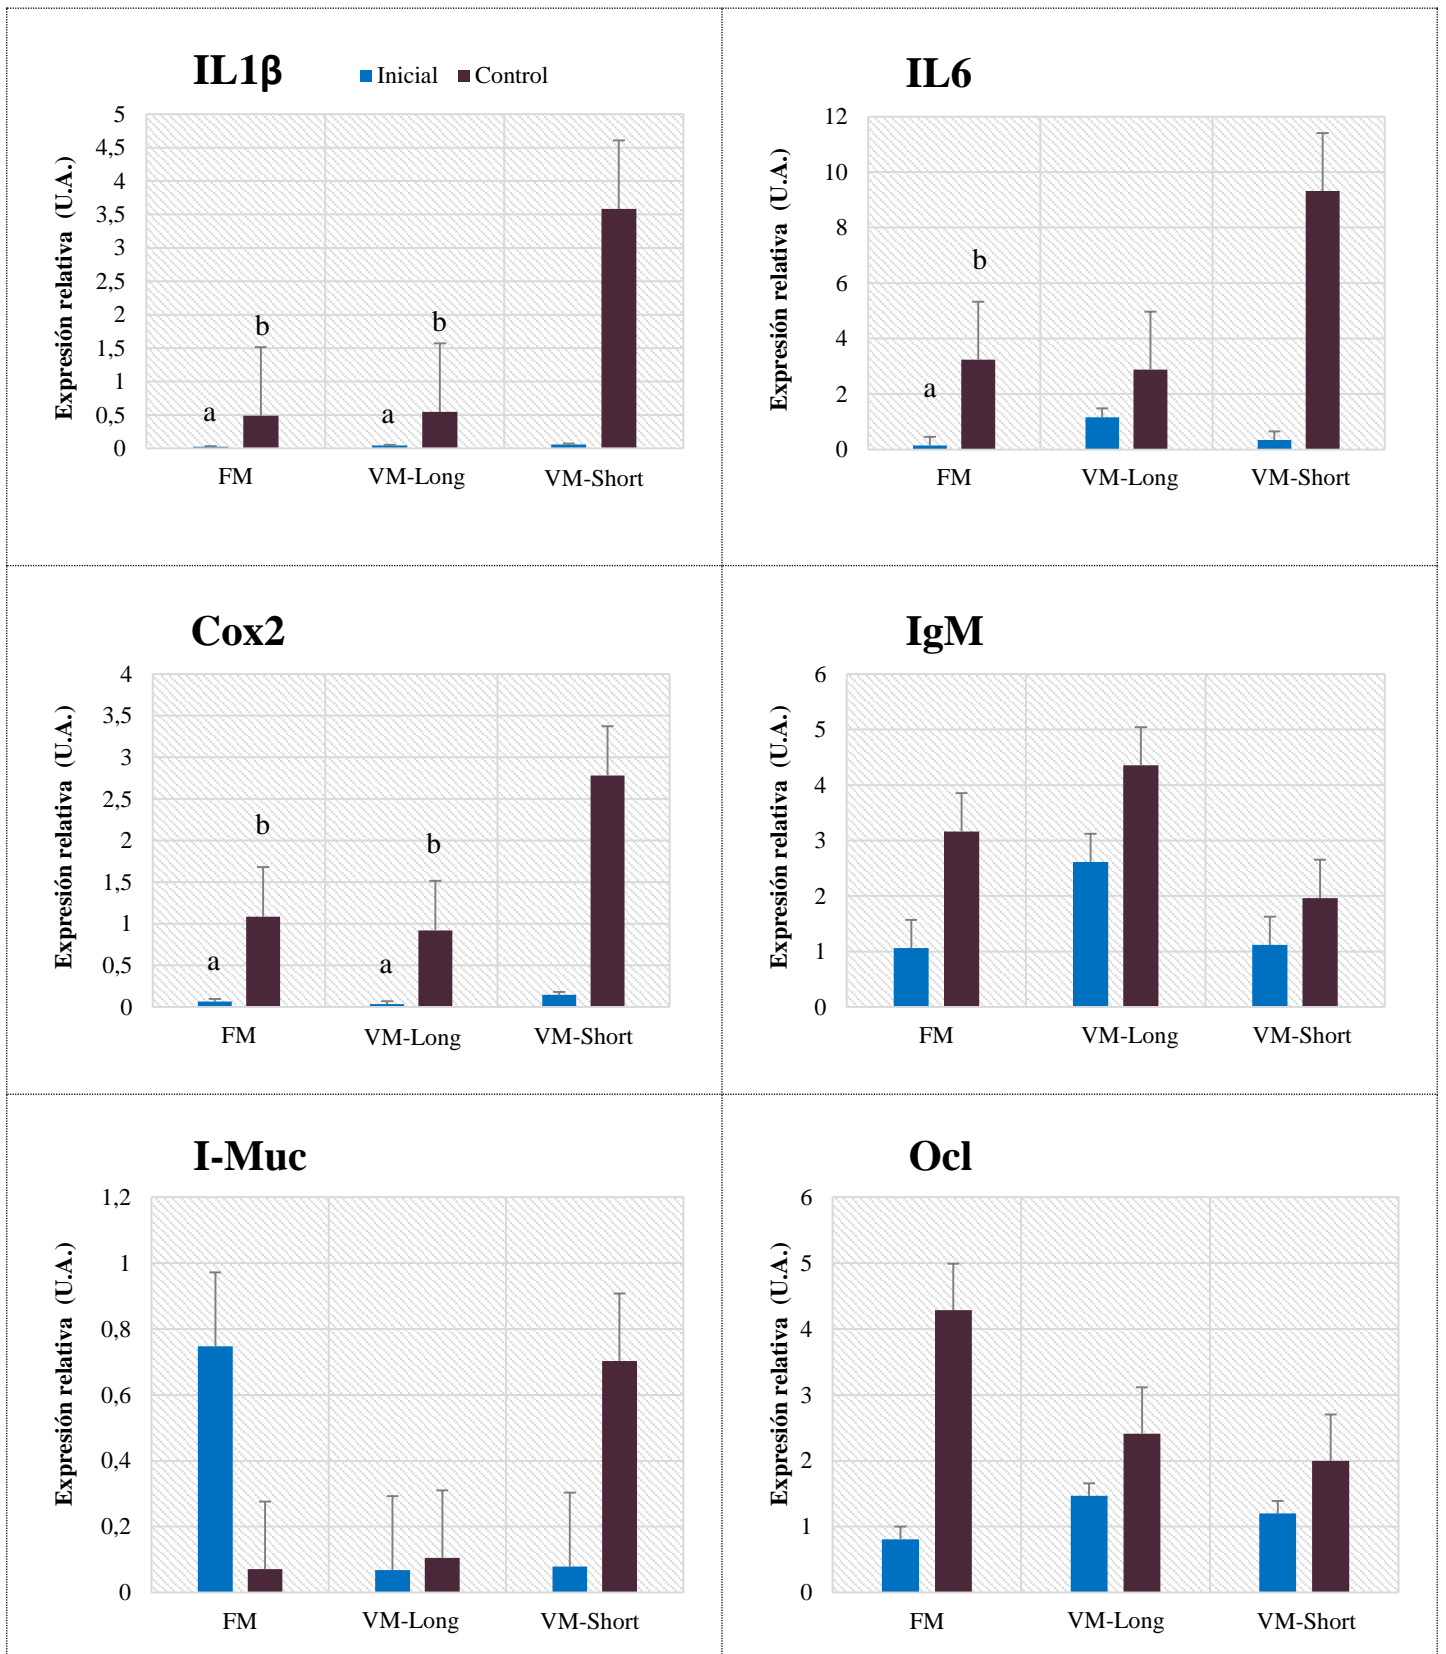 IL1β
Inicial Control
Expresión relativa (U.A.)
5
4,5
4
3,5
3
2,5
2
1,5
1
0,5
0
a b a b
FM VM-Long VM-Short
IL6
Expresión relativa (U.A.)
12
10
8
6
4
2
0
a b
FM VM-Long VM-Short
Cox2
Expresión relativa (U.A.)
4
3,5
3
2,5
2
1,5
1
0,5
0
a b a b
FM VM-Long VM-Short
IgM
Expresión relativa (U.A.)
6
5
4
3
2
1
0
FM VM-Long VM-Short
I-Muc
Expresión relativa (U.A.)
1,2
1
0,8
0,6
0,4
0,2
0
FM VM-Long VM-Short
Ocl
Expresión relativa (U.A.)
6
5
4
3
2
1
0
FM VM-Long VM-Short